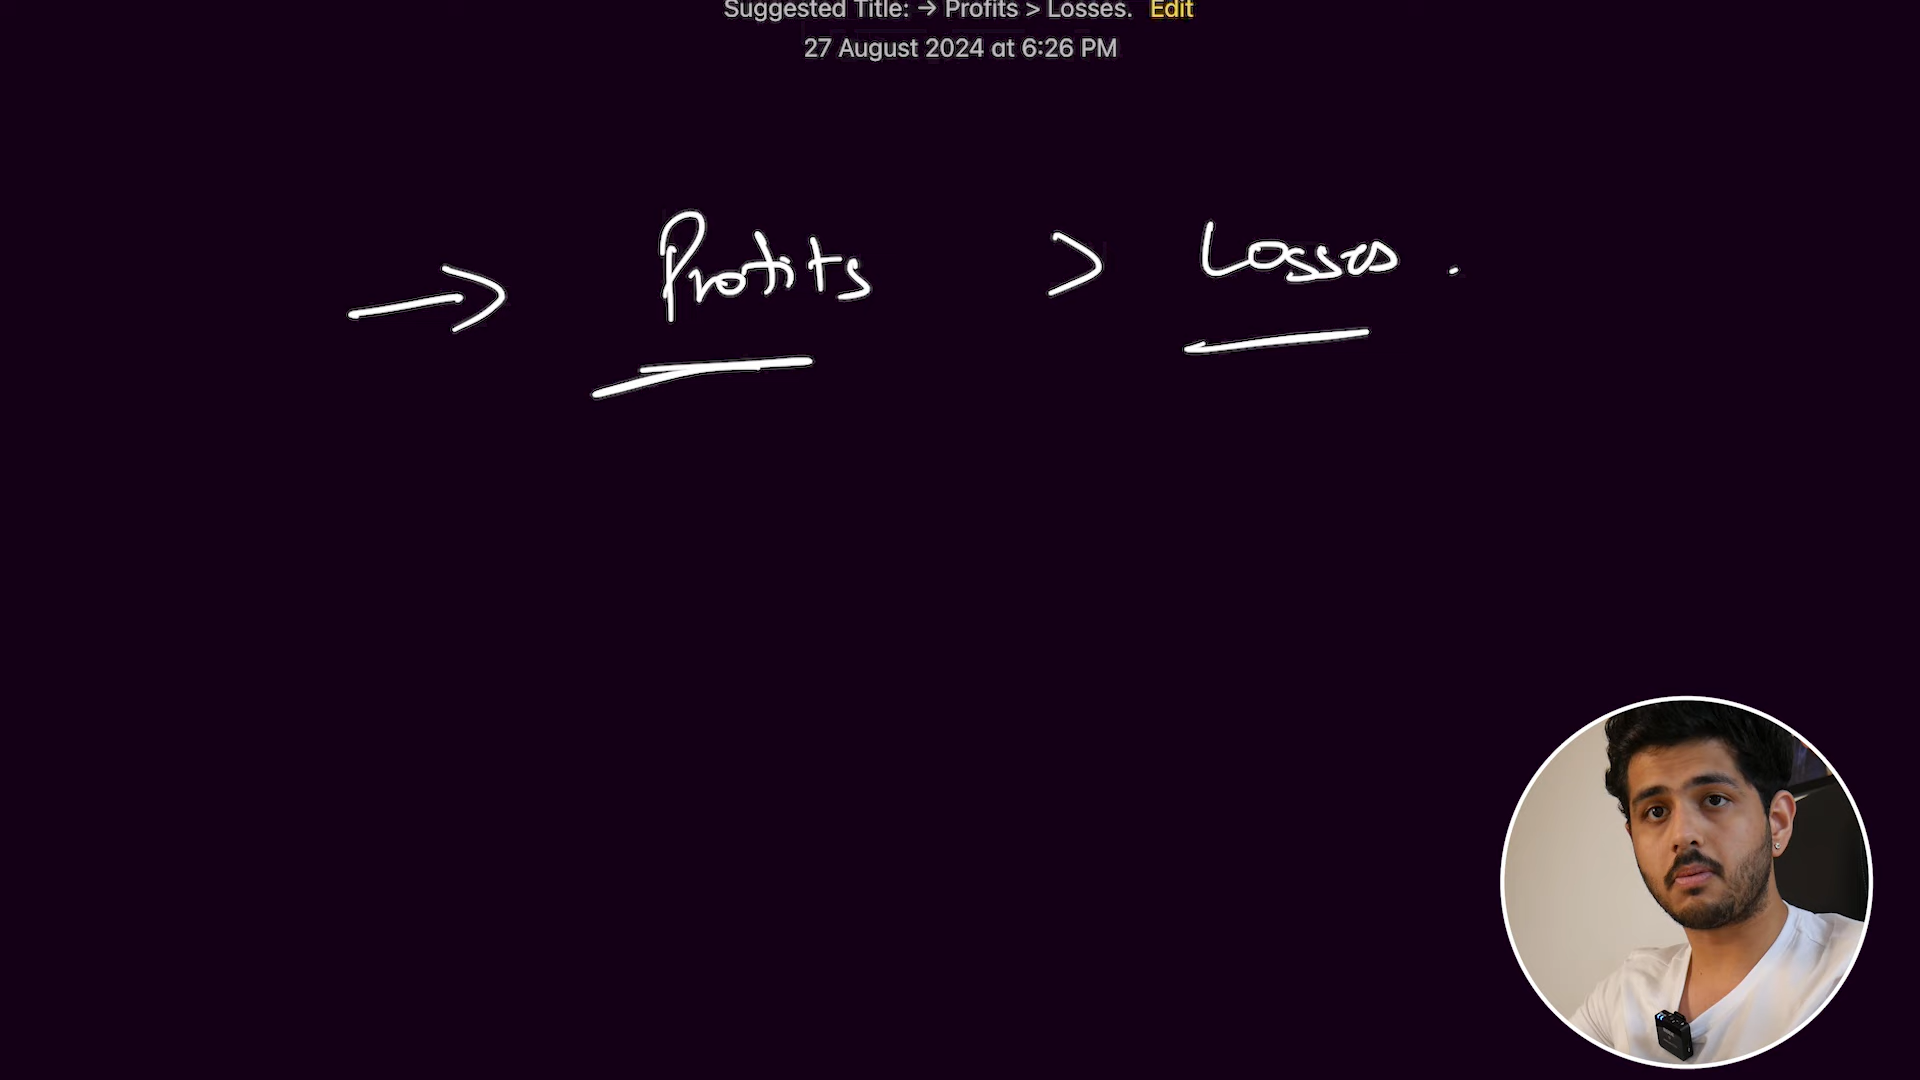 Suggested Title: → Profits > Losses. Edit
27 August 2024 at 6:26 PM
→ Profits > Losses.